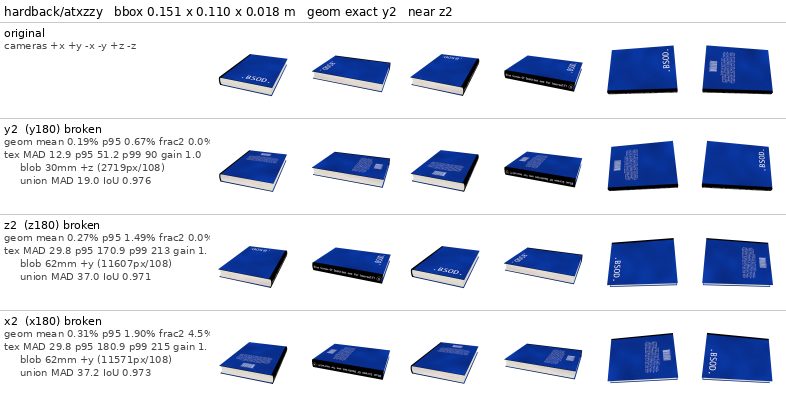 hardback/atxzzy bbox 0.151 x 0.110 x 0.018 m geom exact y2 near z2
original
cameras +x +y -x -y +z -z
.BSOD.
y2 (y180) broken
geom mean 0.19% p95 0.67% frac2 0.0%
tex MAD 12.9 p95 51.2 p99 90 gain 1.0
blob 30mm +z (2719px/108)
union MAD 19.0 IoU 0.976
.BSOD.
z2 (z180) broken
geom mean 0.27% p95 1.49% frac2 0.0%
tex MAD 29.8 p95 170.9 p99 213 gain 1.
blob 62mm +y (11607px/108)
union MAD 37.0 IoU 0.971
.BSOD.
.BSOD.
x2 (x180) broken
geom mean 0.31% p95 1.90% frac2 4.5%
tex MAD 29.8 p95 180.9 p99 215 gain 1.
blob 62mm +y (11571px/108)
union MAD 37.2 IoU 0.973
.BSOD.